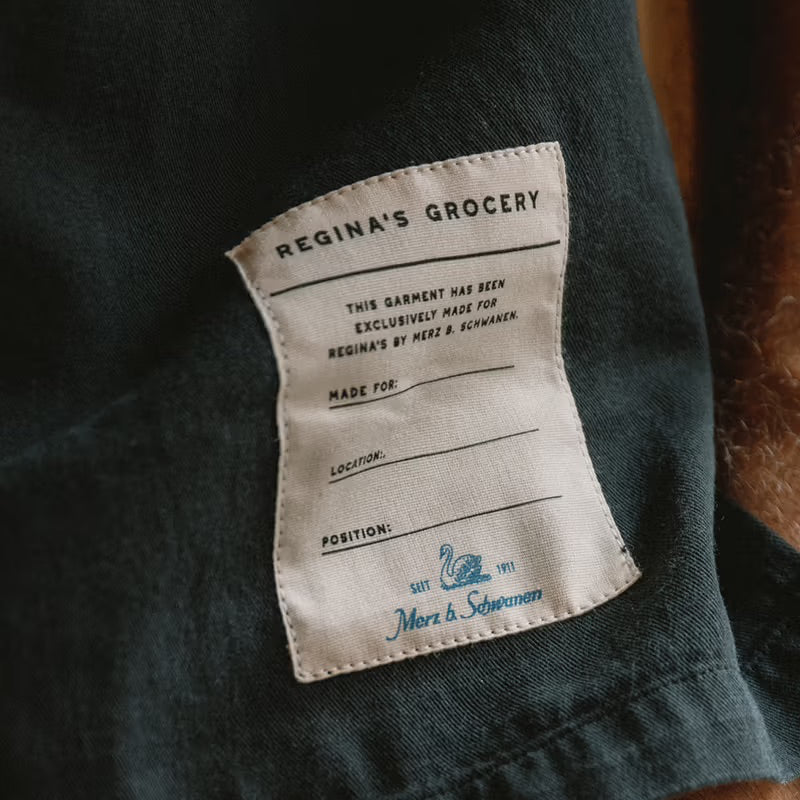 REGINA'S GROCERY
THIS GARMENT HAS BEEN
EXCLUSIVELY MADE FOR
REGINA'S BY MERZ B. SCHWANEN.
MADE FOR:
LOCATION:.
POSITION:
SEIT 1911
Merz b. Schwanen